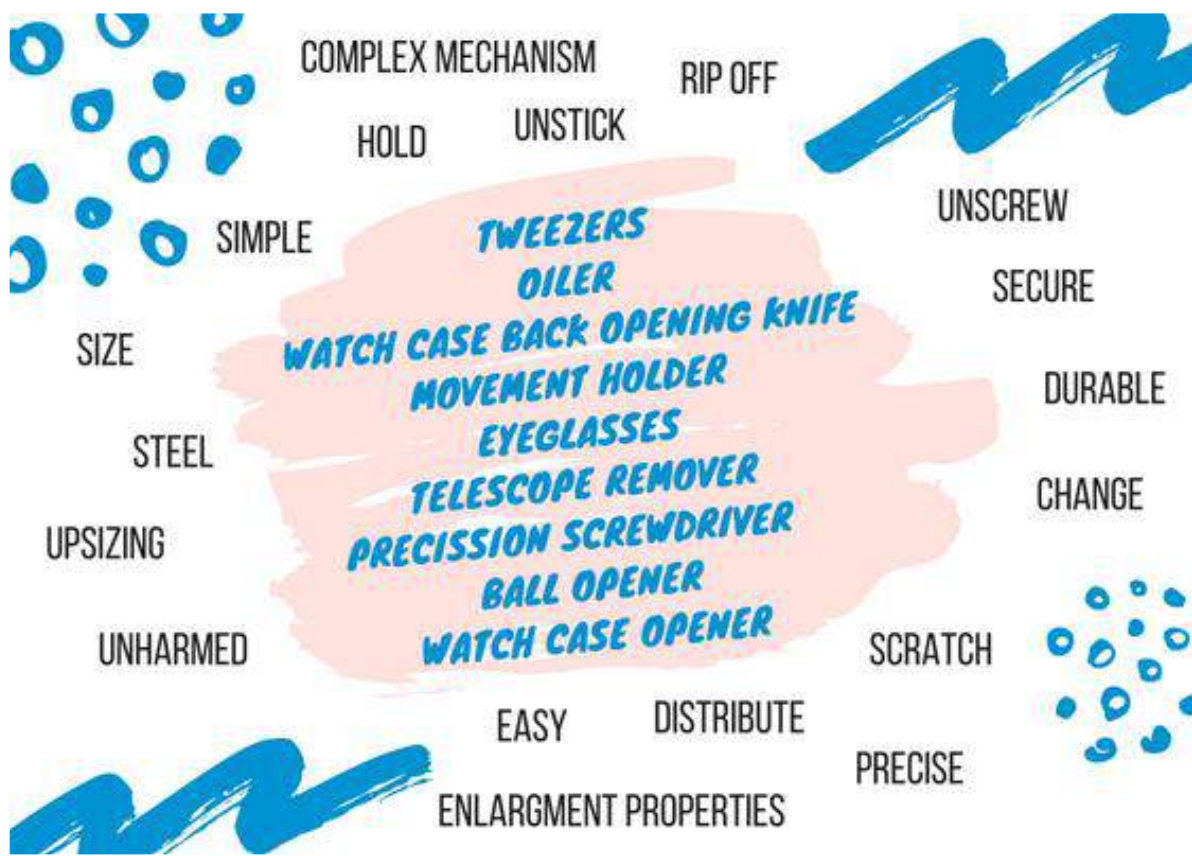 COMPLEX MECHANISM
RIP OFF
HOLD
UNSTICK
UNSCREW
SIMPLE
TWEEZERS
OILER
SECURE
WATCH CASE BACK OPENING KNIFE
SIZE
MOVEMENT HOLDER
DURABLE
EYEGLASSES
STEEL
TELESCOPE REMOVER
CHANGE
PRECISSION SCREWDRIVER
UPSIZING
BALL OPENER
WATCH CASE OPENER
UNHARMED
SCRATCH
EASY
DISTRIBUTE
PRECISE
ENLARGMENT PROPERTIES